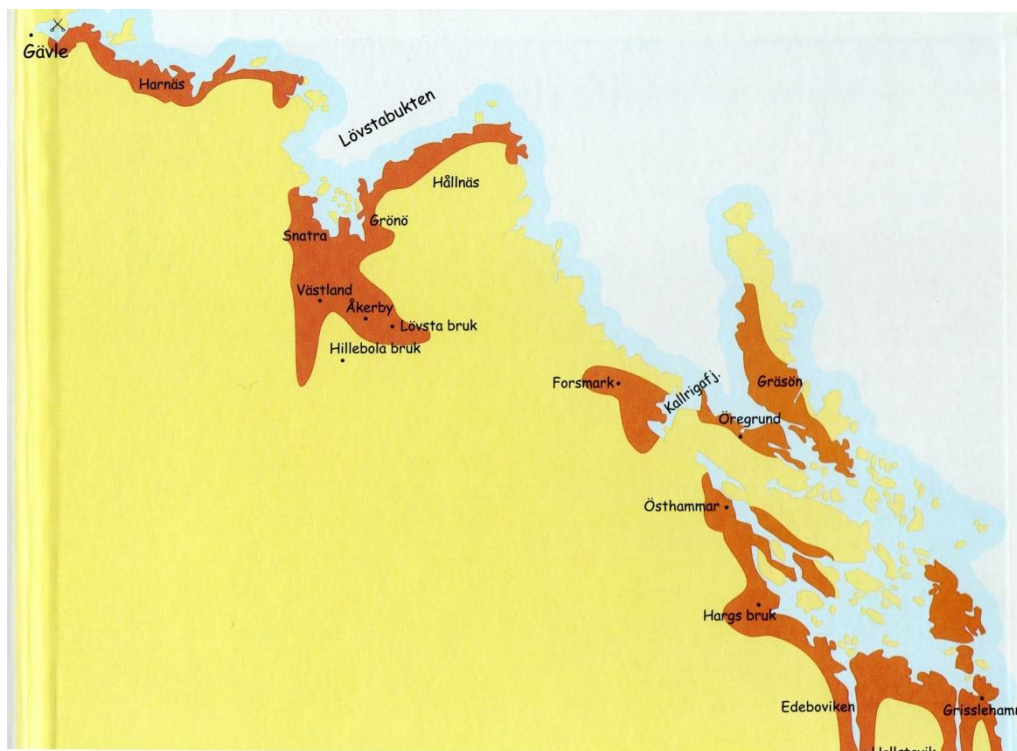 Gävle
Harnäs
Lövstabukten
Hållnäs
Grönö
Snatra
Västland
Åkerby
Lövsta bruk
Hillebola bruk
Forsmark
Kallrigafj.
Gräsön
Öregrund
Östhammar
Hargs bruk
Edeboviken